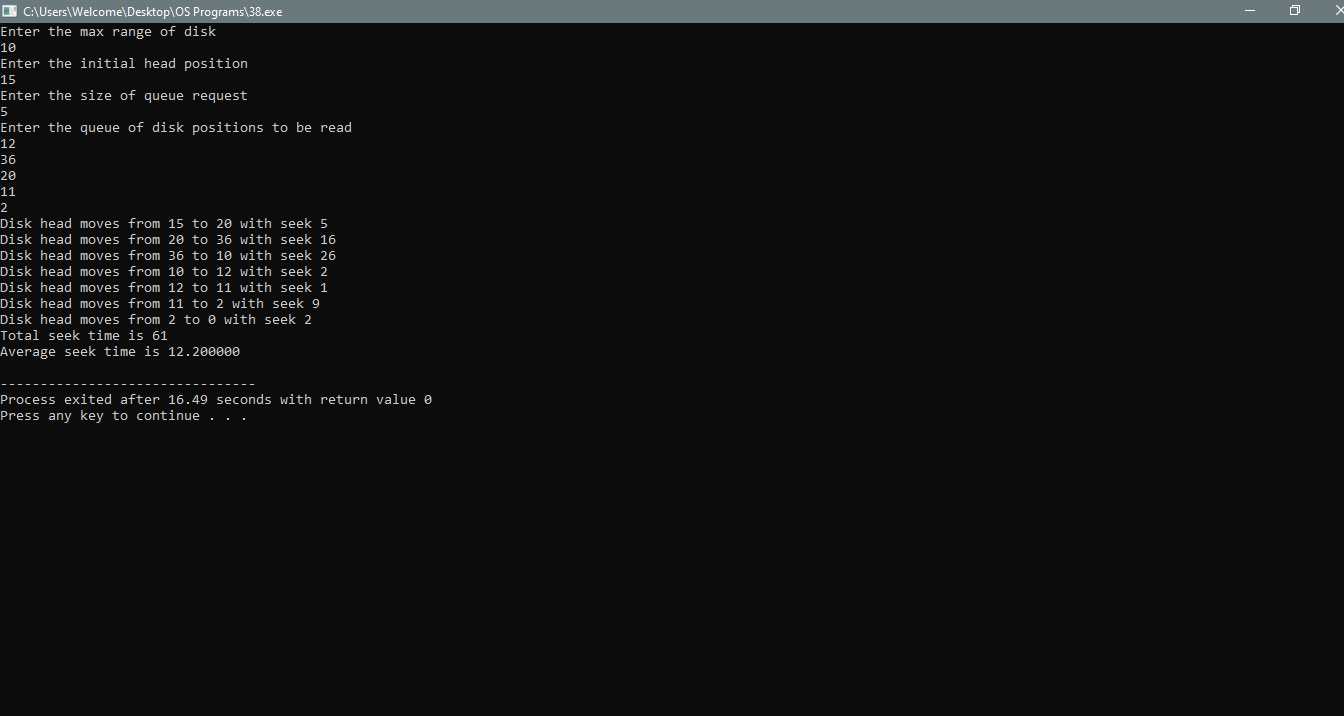 C:\Users\Welcome\Desktop\OS Programs\38.exe
Enter the max range of disk
10
Enter the initial head position
15
Enter the size of queue request
5
Enter the queue of disk positions to be read
12
36
20
11
2
Disk head moves from 15 to 20 with seek 5
Disk head moves from 20 to 36 with seek 16
Disk head moves from 36 to 10 with seek 26
Disk head moves from 10 to 12 with seek 2
Disk head moves from 12 to 11 with seek 1
Disk head moves from 11 to 2 with seek 9
Disk head moves from 2 to 0 with seek 2
Total seek time is 61
Average seek time is 12.200000

--------------------------------
Process exited after 16.49 seconds with return value 0
Press any key to continue . . .